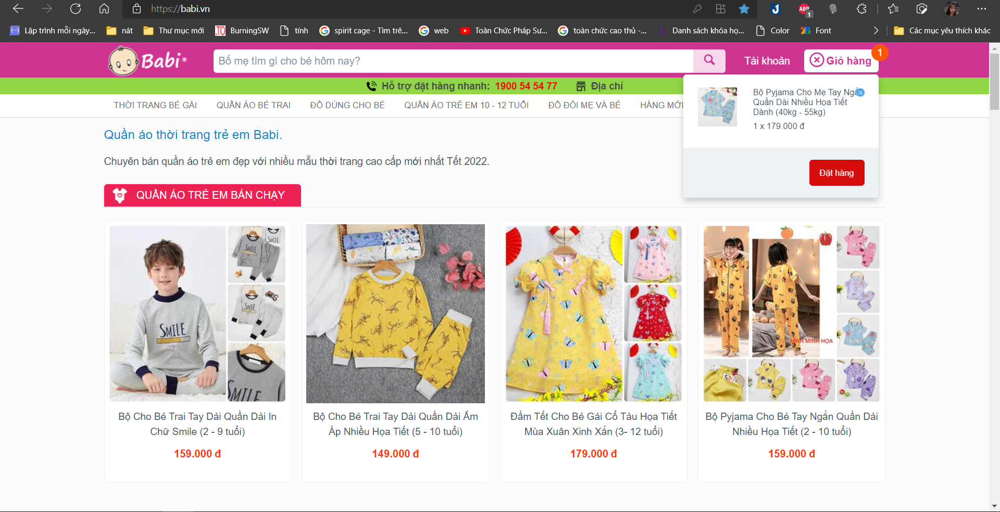 https://babi.vn
ABP
1
Lập trình mỗi ngày...
nát
Thư mục mới
BurningSW
tính
spirit cage - Tìm trê...
web
Toàn Chức Pháp Sư...
toàn chức cao thủ -...
Danh sách khóa họ...
Color
Font
Các mục yêu thích khác
Babi®
Bố mẹ tìm gì cho bé hôm nay?
Tài khoản
Giỏ hàng
1
Hỗ trợ đặt hàng nhanh: 1900 54 54 77
Địa chỉ
THỜI TRANG BÉ GÁI
QUẦN ÁO BÉ TRAI
ĐỒ DÙNG CHO BÉ
QUẦN ÁO TRẺ EM 10 - 12 TUỔI
ĐỒ ĐÔI MẸ VÀ BÉ
HÀNG MỚI
Bộ Pyjama Cho Mẹ Tay Ngắn
Quần Dài Nhiều Họa Tiết
Dành (40kg - 55kg)
1 x 179.000 đ
Đặt hàng
Quần áo thời trang trẻ em Babi.
Chuyên bán quần áo trẻ em đẹp với nhiều mẫu thời trang cao cấp mới nhất Tết 2022.
QUẦN ÁO TRẺ EM BÁN CHẠY
SMILE
SMILE
SMILE
SMILE
SMILE
HÌNH MINH HỌA
Bộ Cho Bé Trai Tay Dài Quần Dài In
Chữ Smile (2 - 9 tuổi)
159.000 đ
Bộ Cho Bé Trai Tay Dài Quần Dài Ấm
Áp Nhiều Họa Tiết (5 - 10 tuổi)
149.000 đ
Đầm Tết Cho Bé Gái Cổ Tàu Họa Tiết
Mùa Xuân Xinh Xắn (3- 12 tuổi)
179.000 đ
Bộ Pyjama Cho Bé Tay Ngắn Quần Dài
Nhiều Họa Tiết (2 - 10 tuổi)
159.000 đ